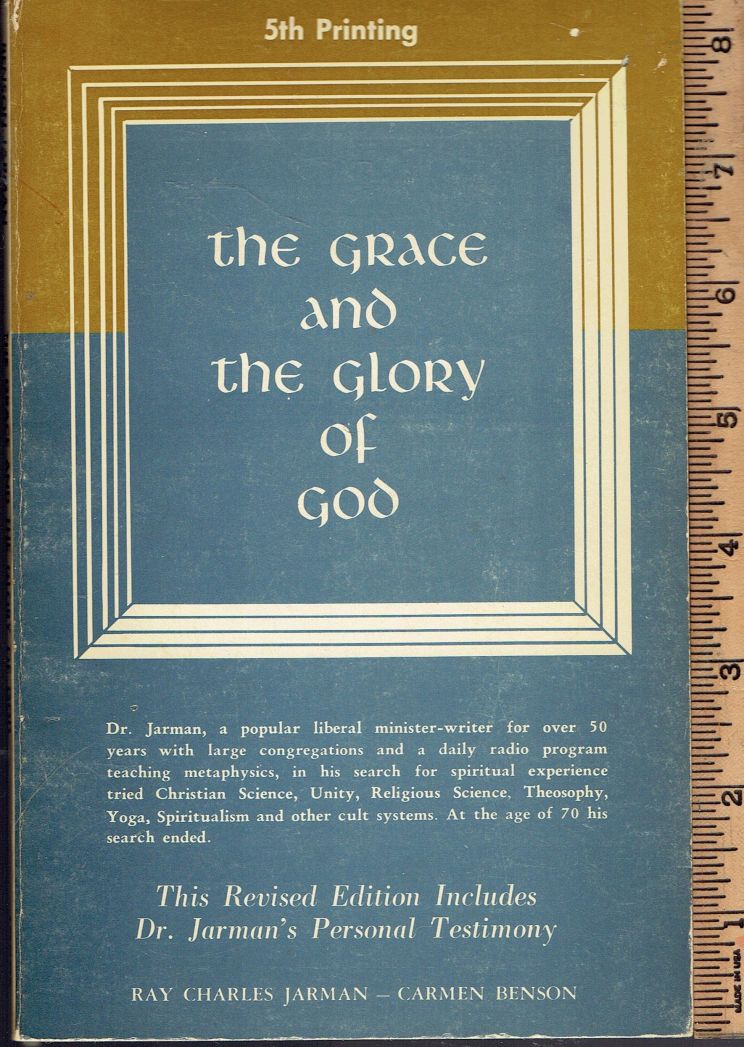 5th Printing
the GRACE
and
the GLORY
of
GOD
Dr. Jarman, a popular liberal minister-writer for over 50
years with large congregations and a daily radio program
teaching metaphysics, in his search for spiritual experience
tried Christian Science, Unity, Religious Science, Theosophy,
Yoga, Spiritualism and other cult systems. At the age of 70 his
search ended.
This Revised Edition Includes
Dr. Jarman's Personal Testimony
RAY CHARLES JARMAN – CARMEN BENSON
8
7
6
5
4
3
2
1
MADE IN USA